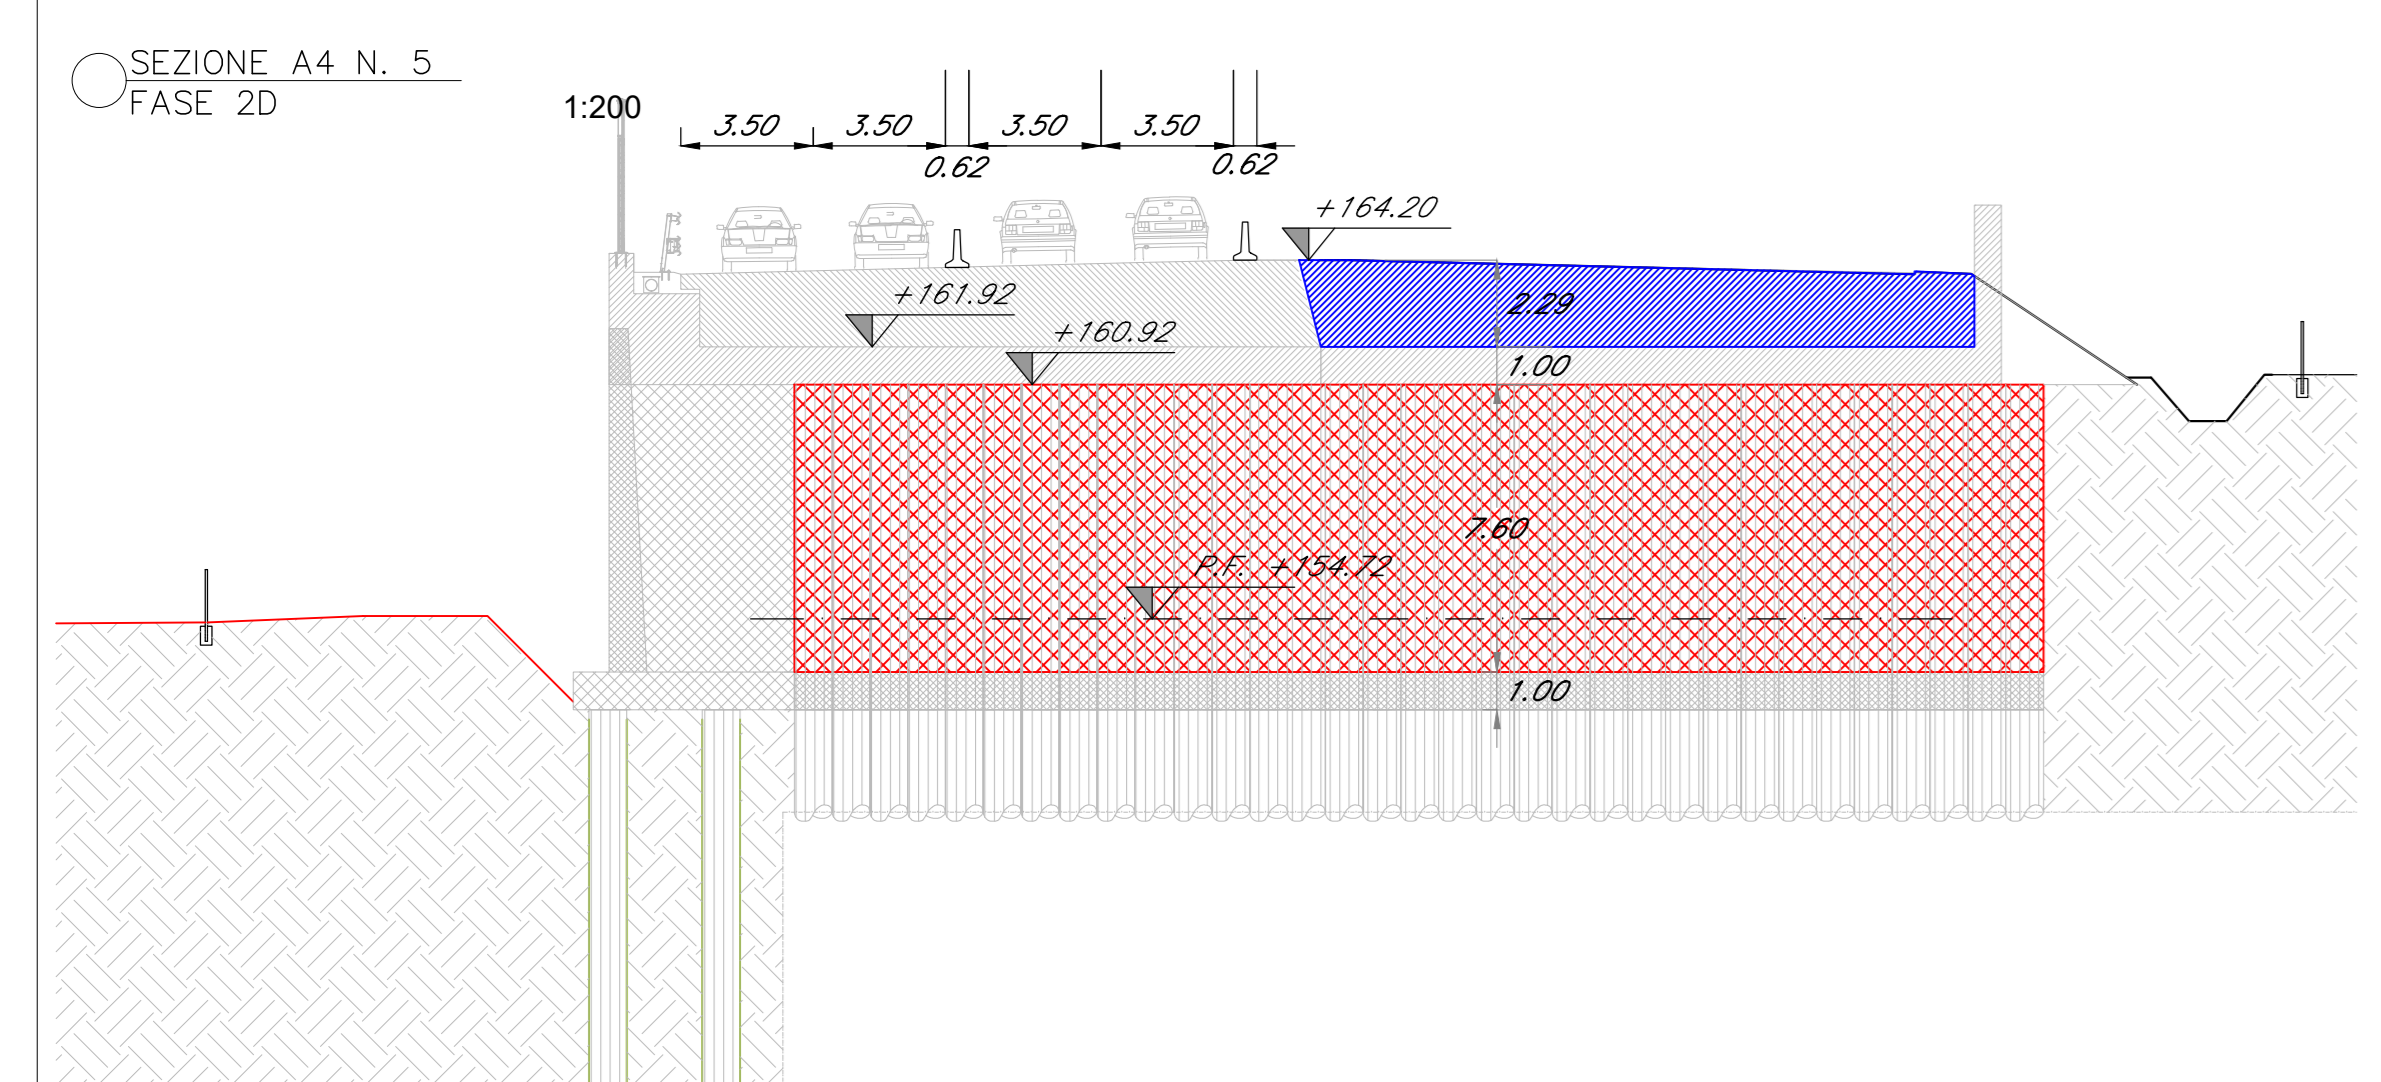 SEZIONE A4 N. 5
FASE 2D
1:200
3.50 3.50 3.50 3.50
0.62 0.62
+164.20
+161.92
2.29
+160.92
1.00
7.60
P.F. +154.72
1.00